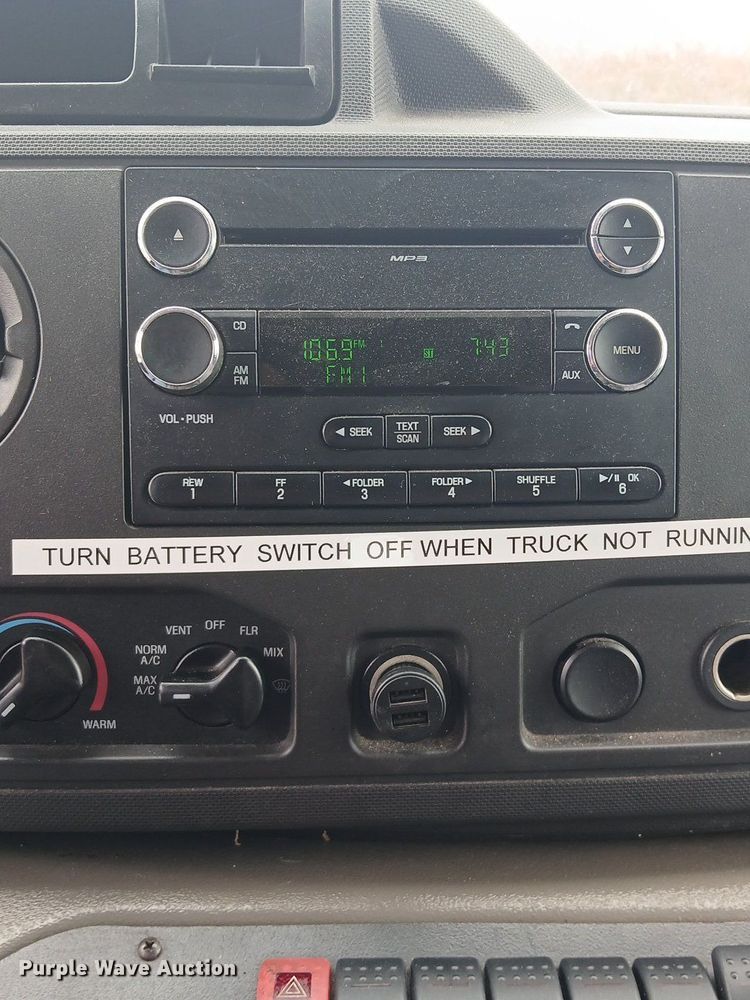 MP3
CD
106.9 FM 1
ST
7:43
FM1
AM
FM
MENU
AUX
VOL • PUSH
◄ SEEK
TEXT
SCAN
SEEK ►
REW
1
FF
2
◄ FOLDER
3
FOLDER ►
4
SHUFFLE
5
►/II OK
6
TURN BATTERY SWITCH OFF WHEN TRUCK NOT RUNNIN
OFF
VENT
FLR
NORM
A/C
MIX
MAX
A/C
WARM
Purple Wave Auction